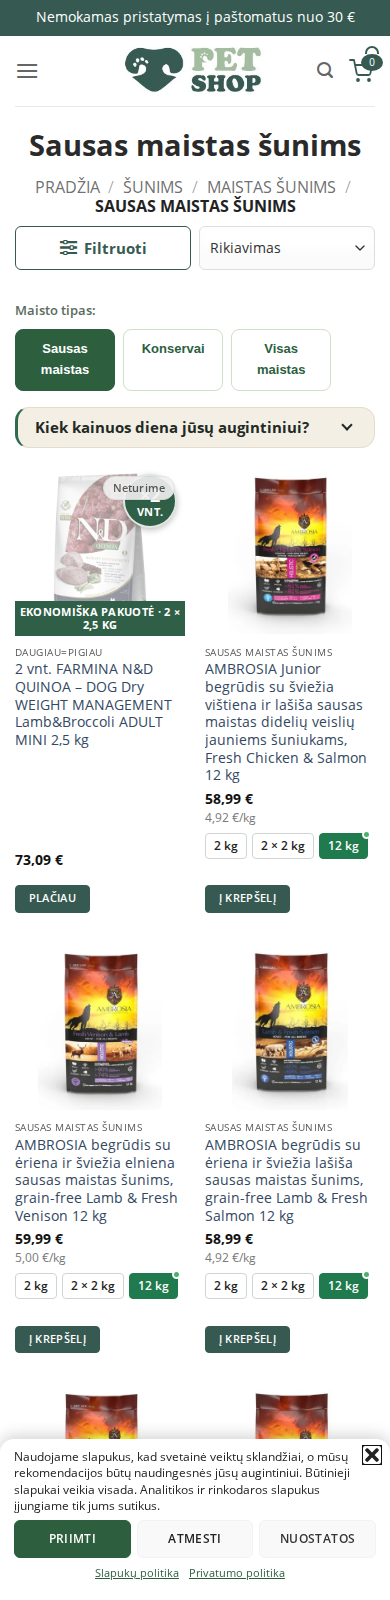 Nemokamas pristatymas į paštomatus nuo 30 €
PET
SHOP
0
Sausas maistas šunims
PRADŽIA / ŠUNIMS / MAISTAS ŠUNIMS /
SAUSAS MAISTAS ŠUNIMS
Filtruoti
Rikiavimas
Maisto tipas:
Sausas
maistas
Konservai
Visas
maistas
Kiek kainuos diena jūsų augintiniui?
Neturime
2
VNT.
N&D
EKONOMIŠKA PAKUOTĖ · 2 ×
2,5 KG
DAUGIAU=PIGIAU
2 vnt. FARMINA N&D
QUINOA – DOG Dry
WEIGHT MANAGEMENT
Lamb&Broccoli ADULT
MINI 2,5 kg
73,09 €
PLAČIAU
AMBROSIA
SAUSAS MAISTAS ŠUNIMS
AMBROSIA Junior
begrūdis su šviežia
vištiena ir lašiša sausas
maistas didelių veislių
jauniems šuniukams,
Fresh Chicken & Salmon
12 kg
58,99 €
4,92 €/kg
2 kg
2 × 2 kg
12 kg
Į KREPŠELĮ
AMBROSIA
SAUSAS MAISTAS ŠUNIMS
AMBROSIA begrūdis su
ėriena ir šviežia elniena
sausas maistas šunims,
grain-free Lamb & Fresh
Venison 12 kg
59,99 €
5,00 €/kg
2 kg
2 × 2 kg
12 kg
Į KREPŠELĮ
AMBROSIA
SAUSAS MAISTAS ŠUNIMS
AMBROSIA begrūdis su
ėriena ir šviežia lašiša
sausas maistas šunims,
grain-free Lamb & Fresh
Salmon 12 kg
58,99 €
4,92 €/kg
2 kg
2 × 2 kg
12 kg
Į KREPŠELĮ
Naudojame slapukus, kad svetainė veiktų sklandžiai, o mūsų
rekomendacijos būtų naudingesnės jūsų augintiniui. Būtinieji
slapukai veikia visada. Analitikos ir rinkodaros slapukus
įjungiame tik jums sutikus.
PRIIMTI
ATMESTI
NUOSTATOS
Slapukų politika
Privatumo politika